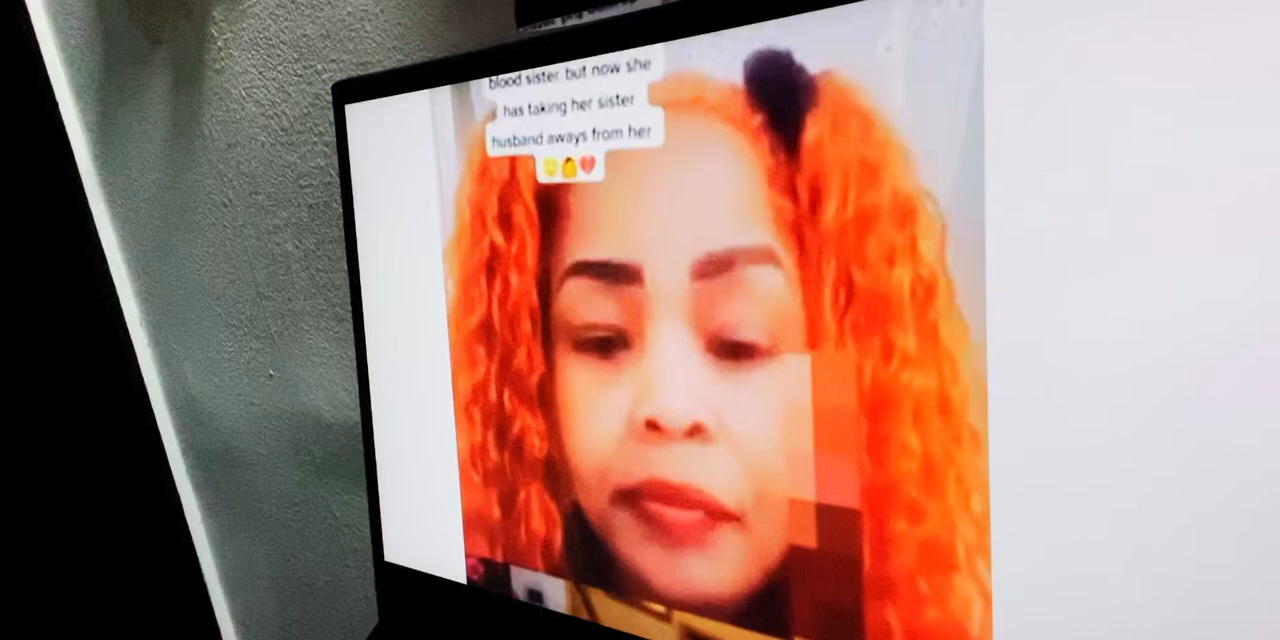 blood sister. but now she
has taking her sister
husband aways from her
🙂🤷💔